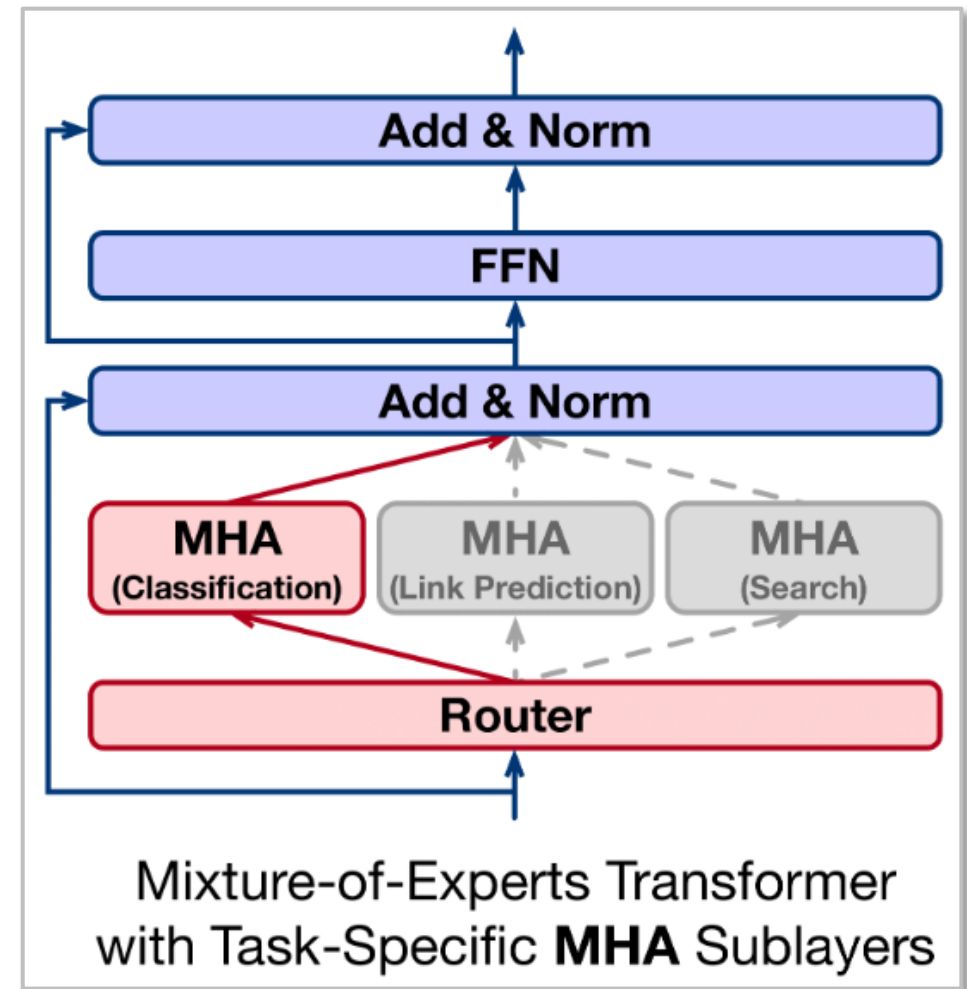 Add & Norm
FFN
Add & Norm
MHA MHA MHA
(Classification) (Link Prediction) (Search)
Router
Mixture-of-Experts Transformer
with Task-Specific MHA Sublayers